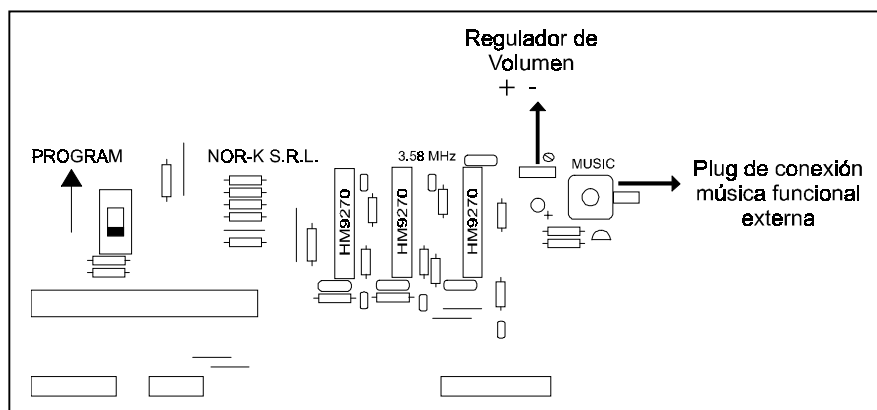 Regulador de
Volumen
+ -
PROGRAM
NOR-K S.R.L.
3.58 MHz
MUSIC
HM9270
HM9270
HM9270
+
Plug de conexión
música funcional
externa